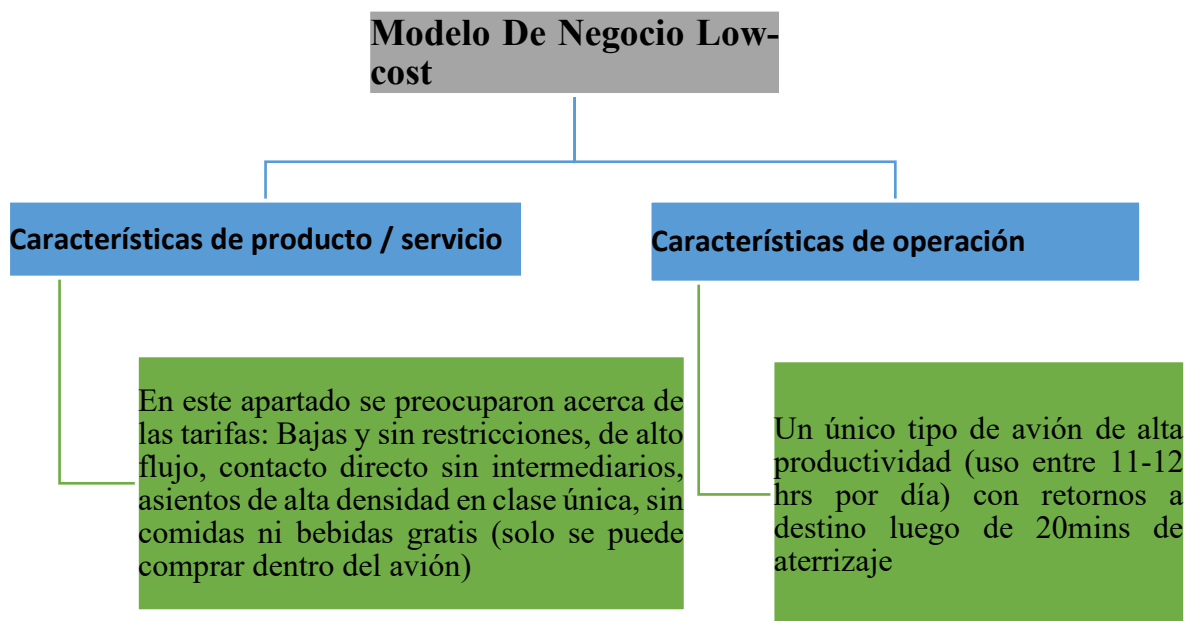 Modelo De Negocio Low-
cost
Características de producto / servicio
Características de operación
En este apartado se preocuparon acerca de
las tarifas: Bajas y sin restricciones, de alto
flujo, contacto directo sin intermediarios,
asientos de alta densidad en clase única, sin
comidas ni bebidas gratis (solo se puede
comprar dentro del avión)
Un único tipo de avión de alta
productividad (uso entre 11-12
hrs por día) con retornos a
destino luego de 20mins de
aterrizaje